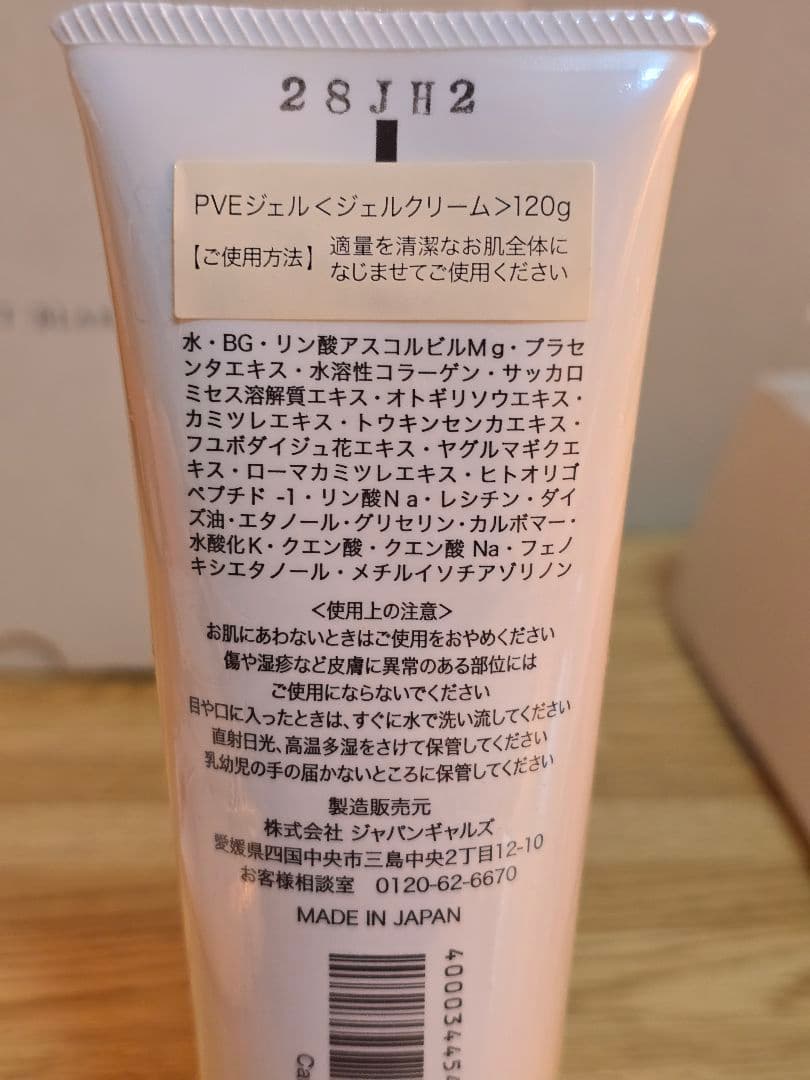 28JH2
PVEジェル＜ジェルクリーム＞120g
【ご使用方法】適量を清潔なお肌全体に
なじませてご使用ください
水・BG・リン酸アスコルビルMg・プラセ
ンタエキス・水溶性コラーゲン・サッカロ
ミセス溶解質エキス・オトギリソウエキス・
カミツレエキス・トウキンセンカエキス・
フユボダイジュ花エキス・ヤグルマギクエ
キス・ローマカミツレエキス・ヒトオリゴ
ペプチド -1・リン酸Na・レシチン・ダイ
ズ油・エタノール・グリセリン・カルボマー・
水酸化K・クエン酸・クエン酸 Na・フェノ
キシエタノール・メチルイソチアゾリノン
＜使用上の注意＞
お肌にあわないときはご使用をおやめください
傷や湿疹など皮膚に異常のある部位には
ご使用にならないでください
目や口に入ったときは、すぐに水で洗い流してください
直射日光、高温多湿をさけて保管してください
乳幼児の手の届かないところに保管してください
製造販売元
株式会社 ジャパンギャルズ
愛媛県四国中央市三島中央2丁目12-10
お客様相談室 0120-62-6670
MADE IN JAPAN
40003445
Ca